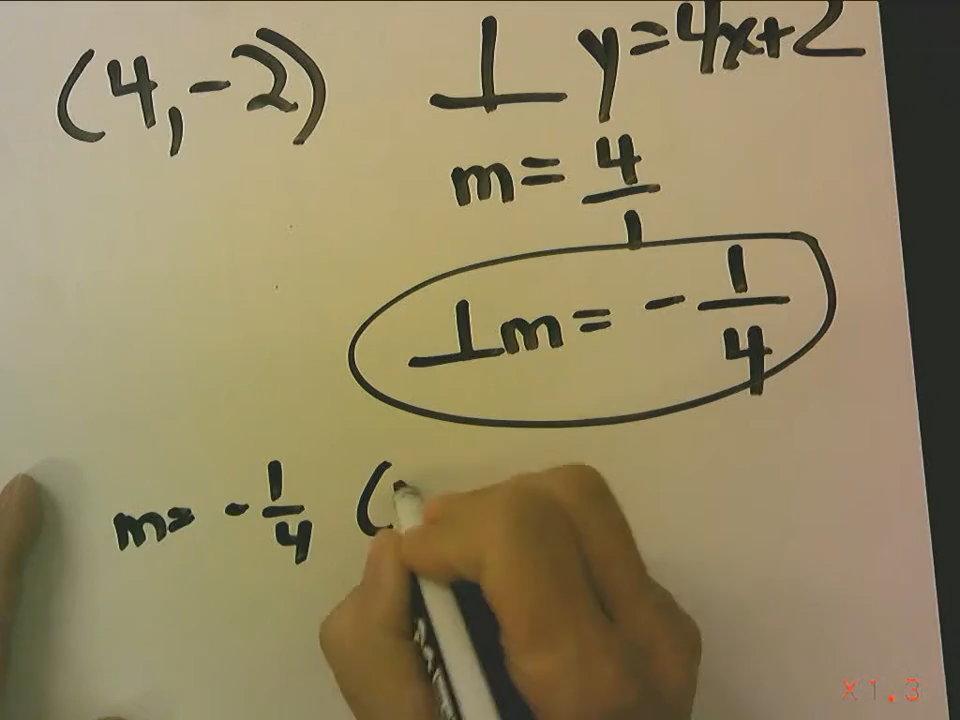 (4,-2) ⊥ y=4x+2
m= 4/1
⊥m= - 1/4
m= - 1/4 (
x1.3